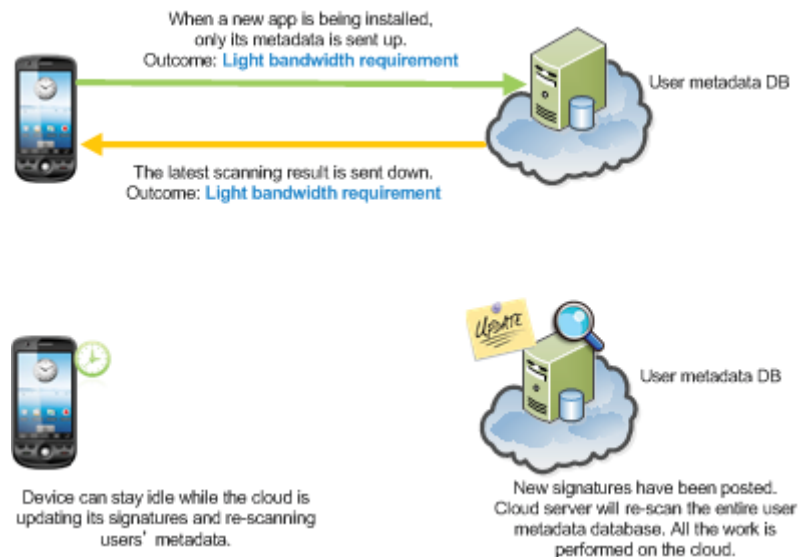 When a new app is being installed,
only its metadata is sent up.
Outcome: Light bandwidth requirement
User metadata DB
The latest scanning result is sent down.
Outcome: Light bandwidth requirement
UPDATE
User metadata DB
Device can stay idle while the cloud is
updating its signatures and re-scanning
users' metadata.
New signatures have been posted.
Cloud server will re-scan the entire user
metadata database. All the work is
performed on the cloud.